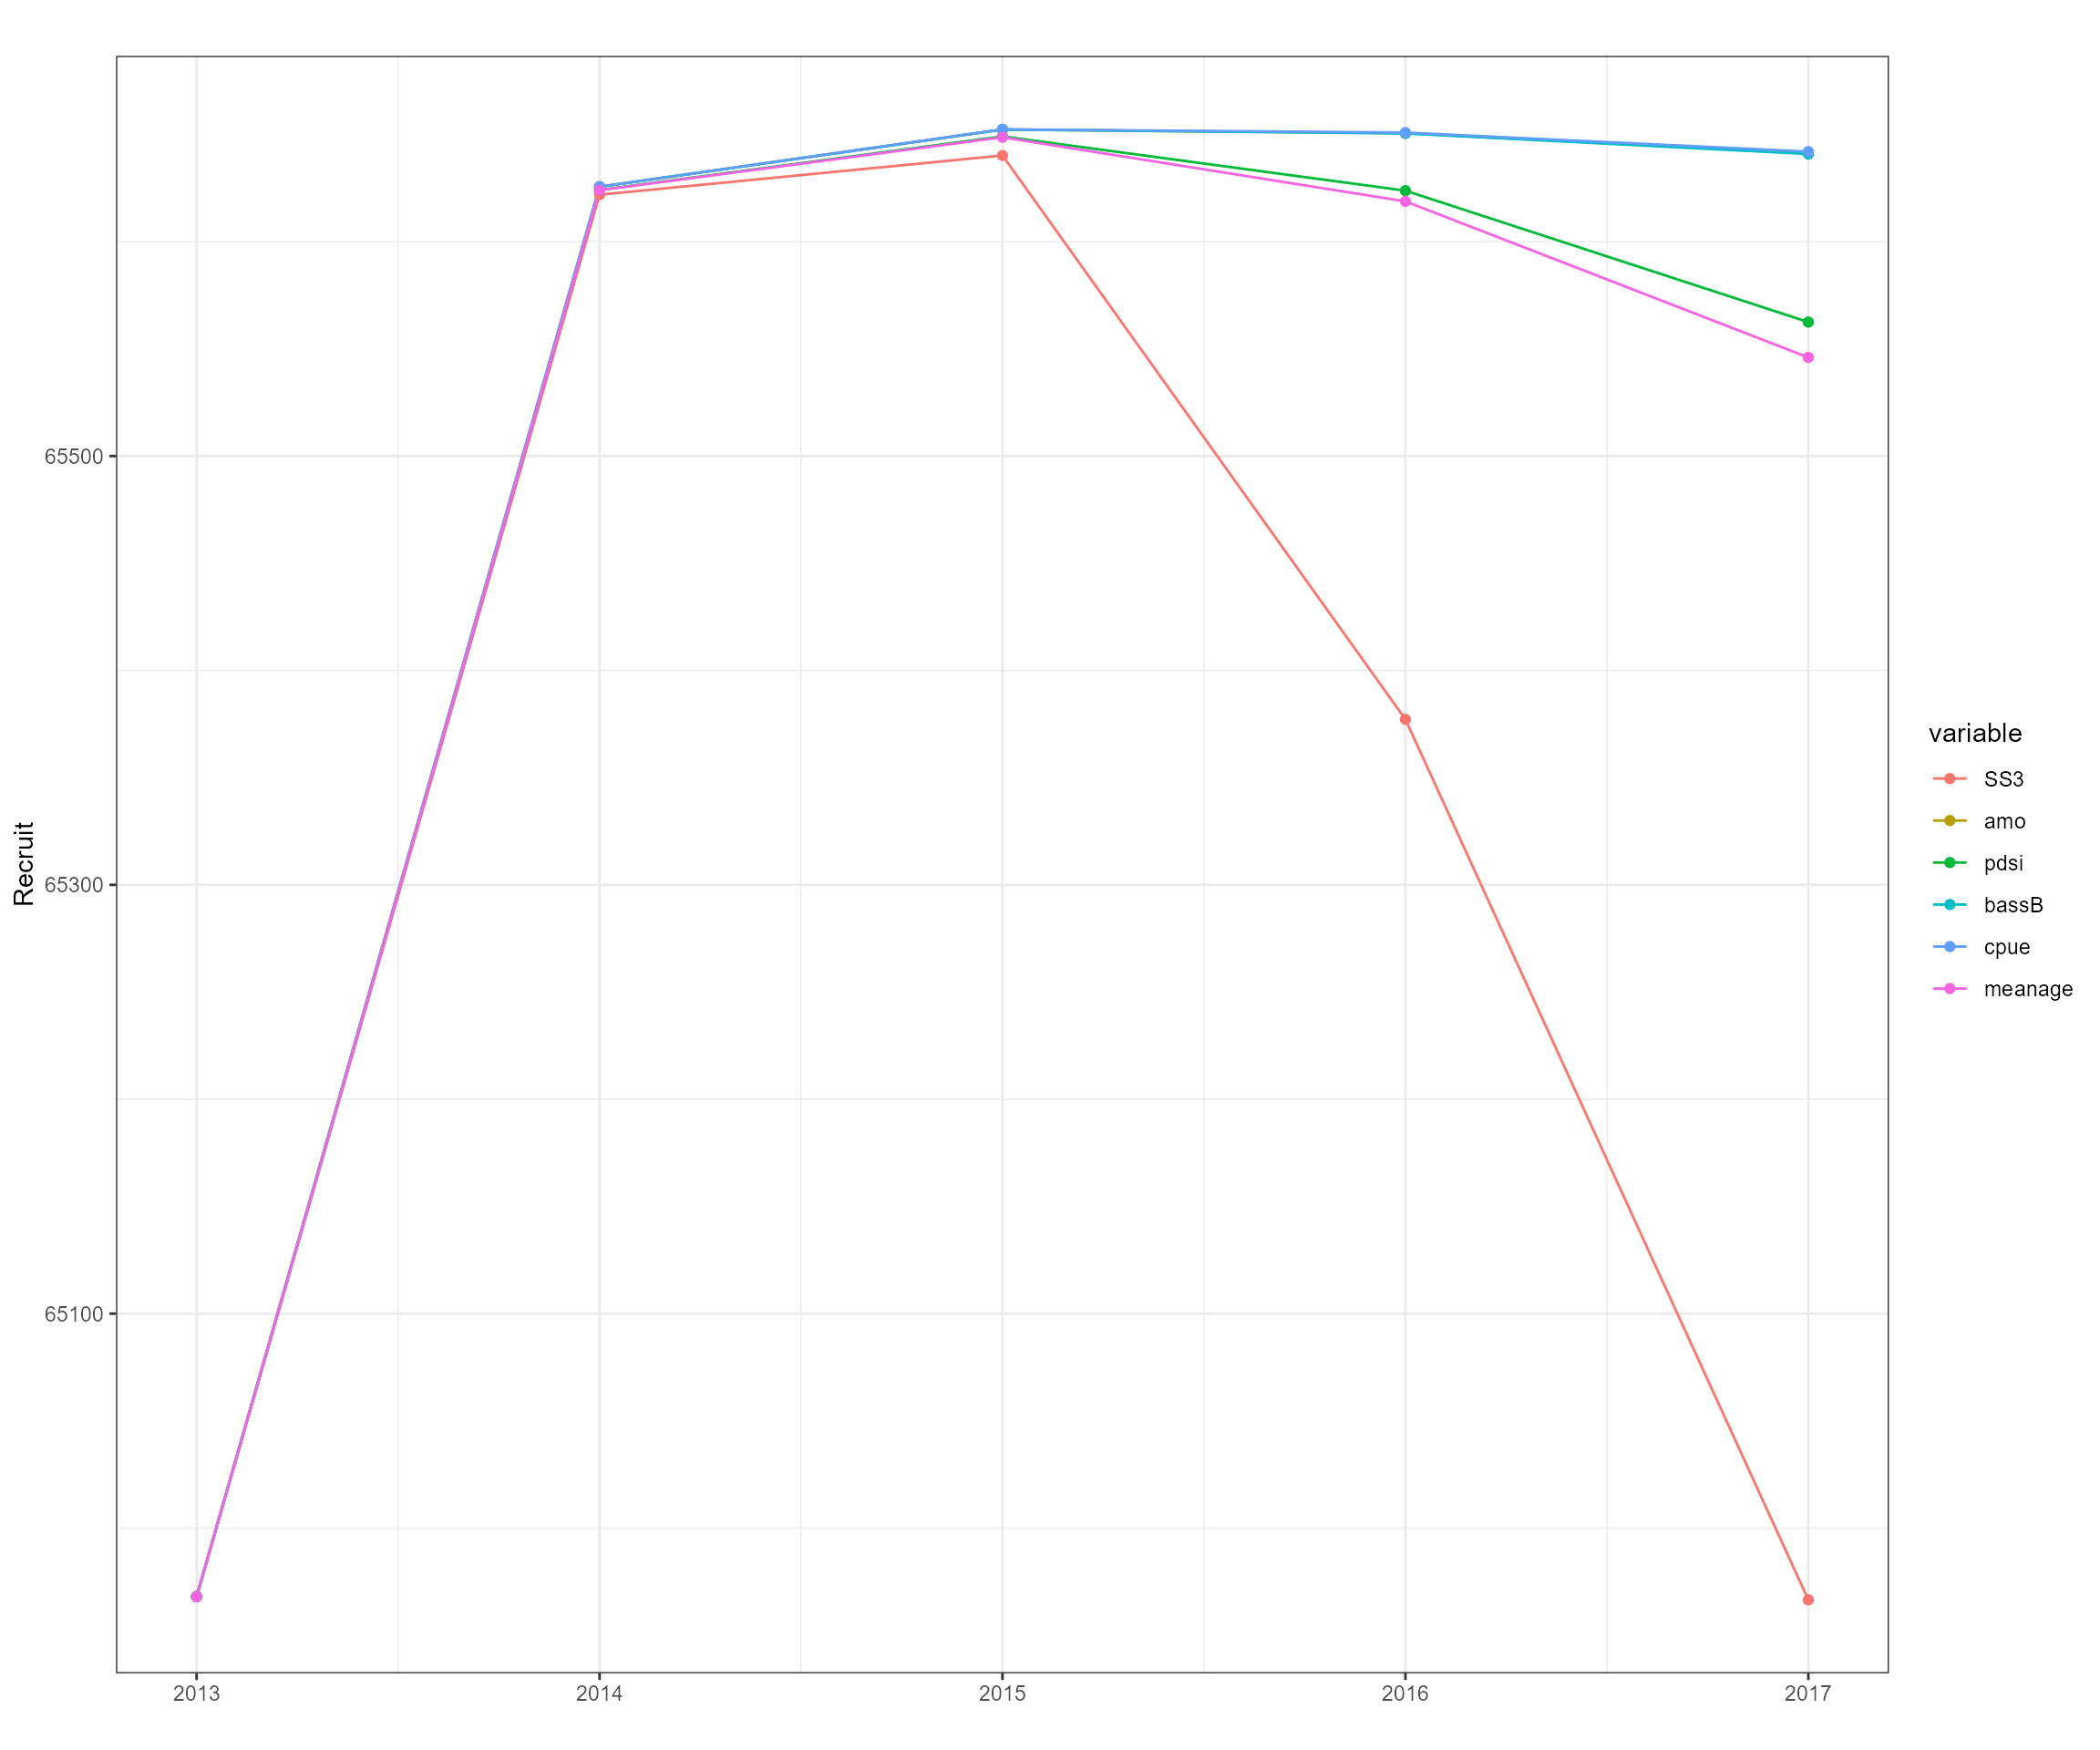 Recruit
65500
65300
65100
2013 2014 2015 2016 2017
variable
SS3
amo
pdsi
bassB
cpue
meanage